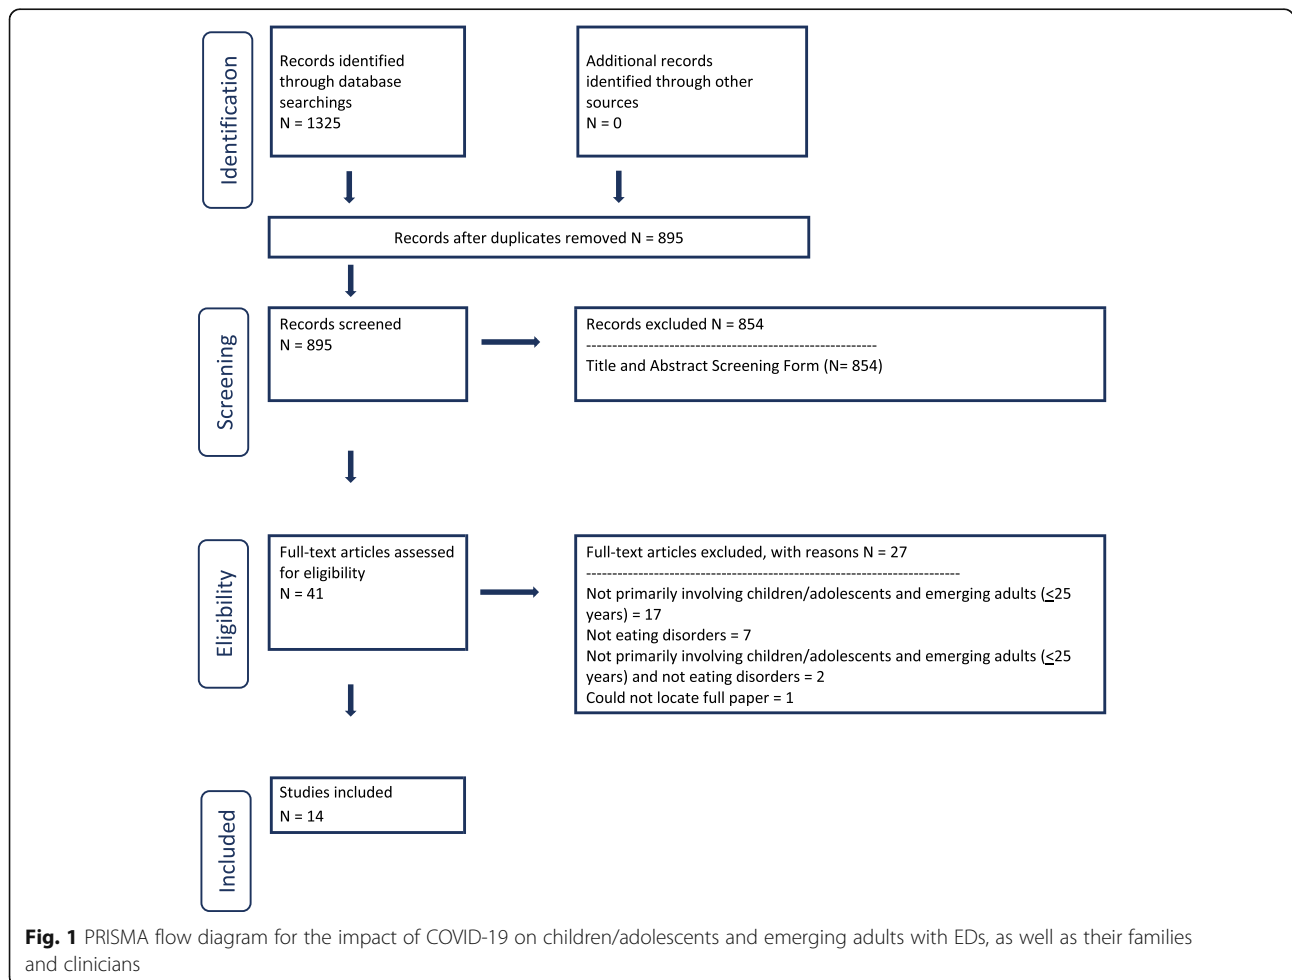 Identification
Records identified
through database
searchings
N = 1325
Additional records
identified through other
sources
N = 0
Records after duplicates removed N = 895
Screening
Records screened
N = 895
Records excluded N = 854
--------------------------------------------------------
Title and Abstract Screening Form (N= 854)
Eligibility
Full-text articles assessed
for eligibility
N = 41
Full-text articles excluded, with reasons N = 27
------------------------------------------------------------------------
Not primarily involving children/adolescents and emerging adults (≤25
years) = 17
Not eating disorders = 7
Not primarily involving children/adolescents and emerging adults (≤25
years) and not eating disorders = 2
Could not locate full paper = 1
Included
Studies included
N = 14
Fig. 1 PRISMA flow diagram for the impact of COVID-19 on children/adolescents and emerging adults with EDs, as well as their families
and clinicians